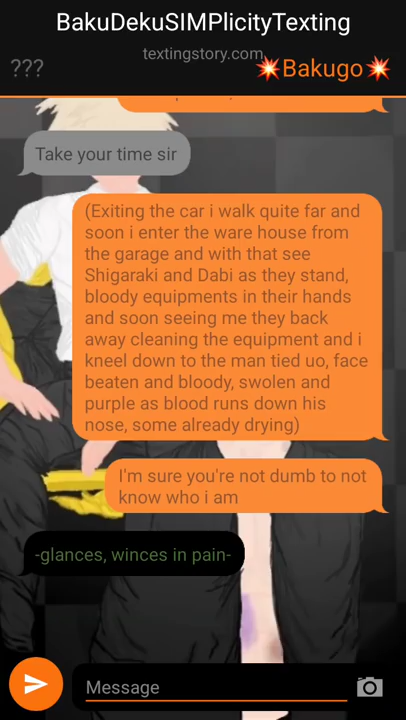 BakuDekuSIMPlicityTexting
textingstory.com
???
💥Bakugo💥
Take your time sir
(Exiting the car i walk quite far and
soon i enter the ware house from
the garage and with that see
Shigaraki and Dabi as they stand,
bloody equipments in their hands
and soon seeing me they back
away cleaning the equipment and i
kneel down to the man tied uo, face
beaten and bloody, swolen and
purple as blood runs down his
nose, some already drying)
I'm sure you're not dumb to not
know who i am
-glances, winces in pain-
Message